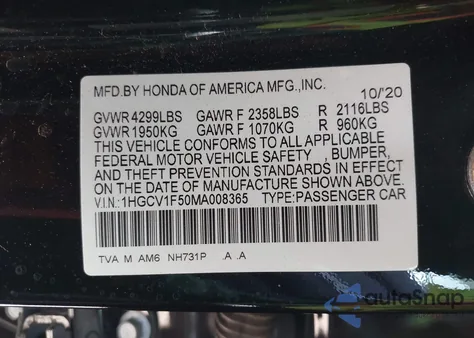 MFD.BY HONDA OF AMERICA MFG.,INC.
10/'20
GVWR 4299LBS GAWR F 2358LBS R 2116LBS
GVWR 1950KG GAWR F 1070KG R 960KG
THIS VEHICLE CONFORMS TO ALL APPLICABLE
FEDERAL MOTOR VEHICLE SAFETY , BUMPER,
AND THEFT PREVENTION STANDARDS IN EFFECT
ON THE DATE OF MANUFACTURE SHOWN ABOVE.
V.I.N.:1HGCV1F50MA008365 TYPE:PASSENGER CAR
TVA M AM6 NH731P .A .A
autoSnap